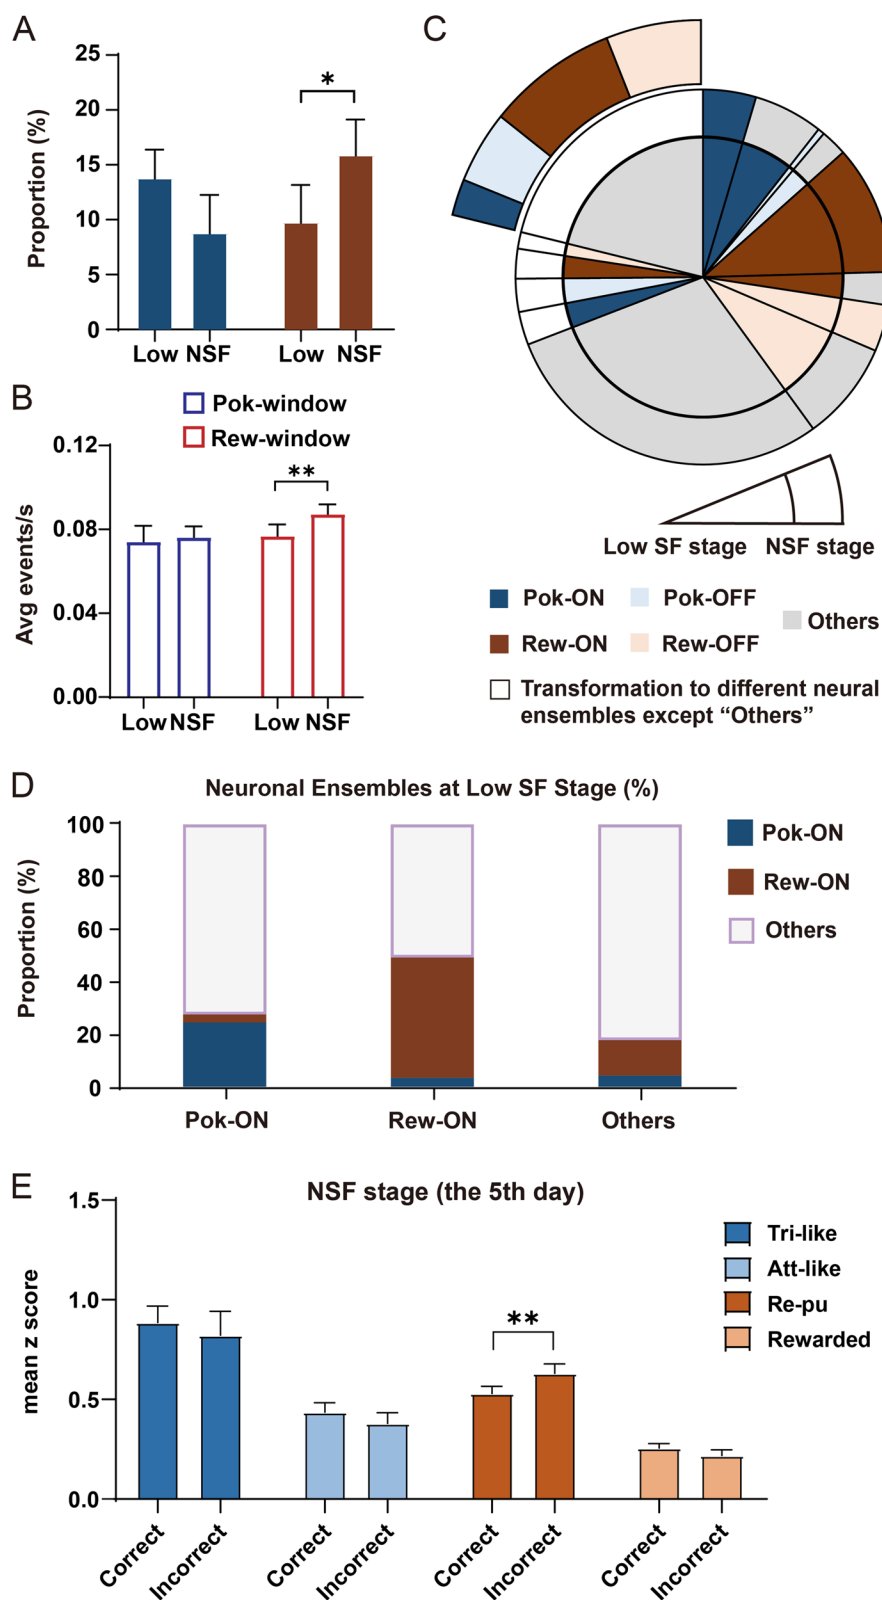 A
25
20
15
10
5
0
Proportion (%)
*
Low NSF
Low NSF
B
Pok-window
Rew-window
0.12
0.08
0.04
0.00
Avg events/s
**
Low NSF
Low NSF
C
Low SF stage
NSF stage
Pok-ON
Pok-OFF
Others
Rew-ON
Rew-OFF
Transformation to different neural
ensembles except “Others”
D
Neuronal Ensembles at Low SF Stage (%)
100
80
60
40
20
0
Proportion (%)
Pok-ON
Rew-ON
Others
Pok-ON
Rew-ON
Others
E
NSF stage (the 5th day)
1.5
1.0
0.5
0.0
mean z score
**
Tri-like
Att-like
Re-pu
Rewarded
Correct
Incorrect
Correct
Incorrect
Correct
Incorrect
Correct
Incorrect